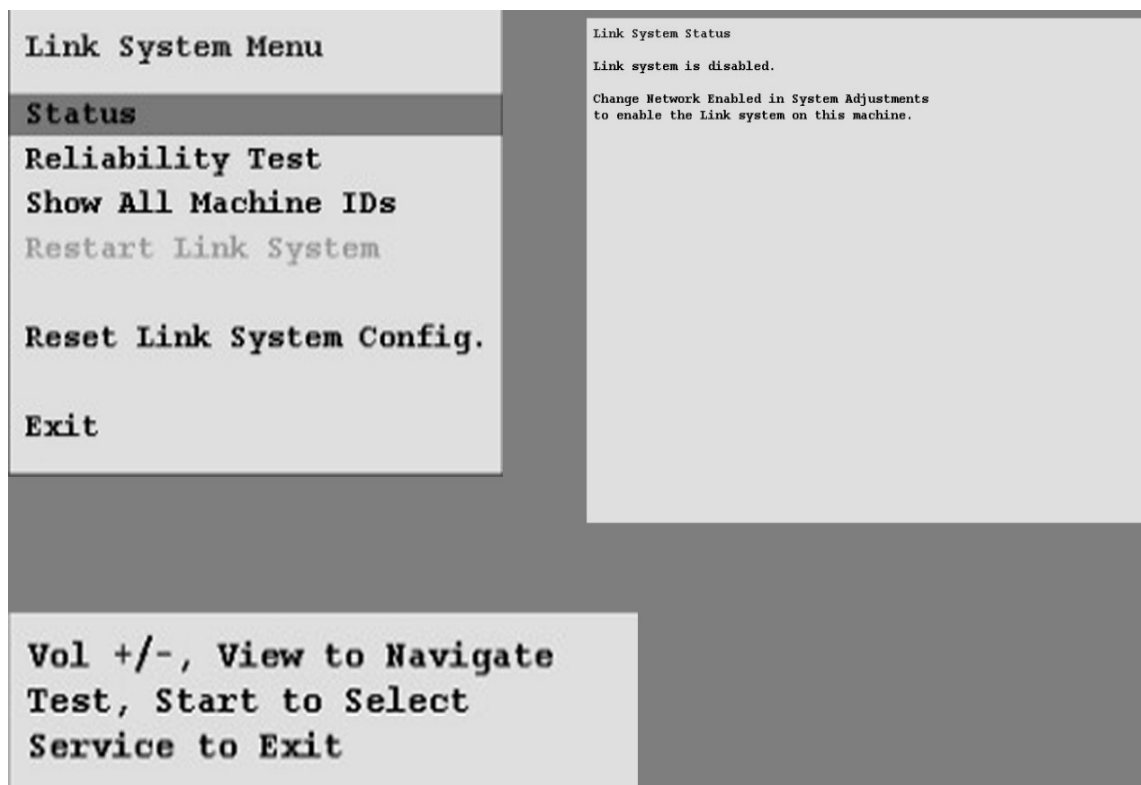 Link System Menu
Status
Reliability Test
Show All Machine IDs
Restart Link System
Reset Link System Config.
Exit
Link System Status
Link system is disabled.
Change Network Enabled in System Adjustments
to enable the Link system on this machine.
Vol +/-, View to Navigate
Test, Start to Select
Service to Exit